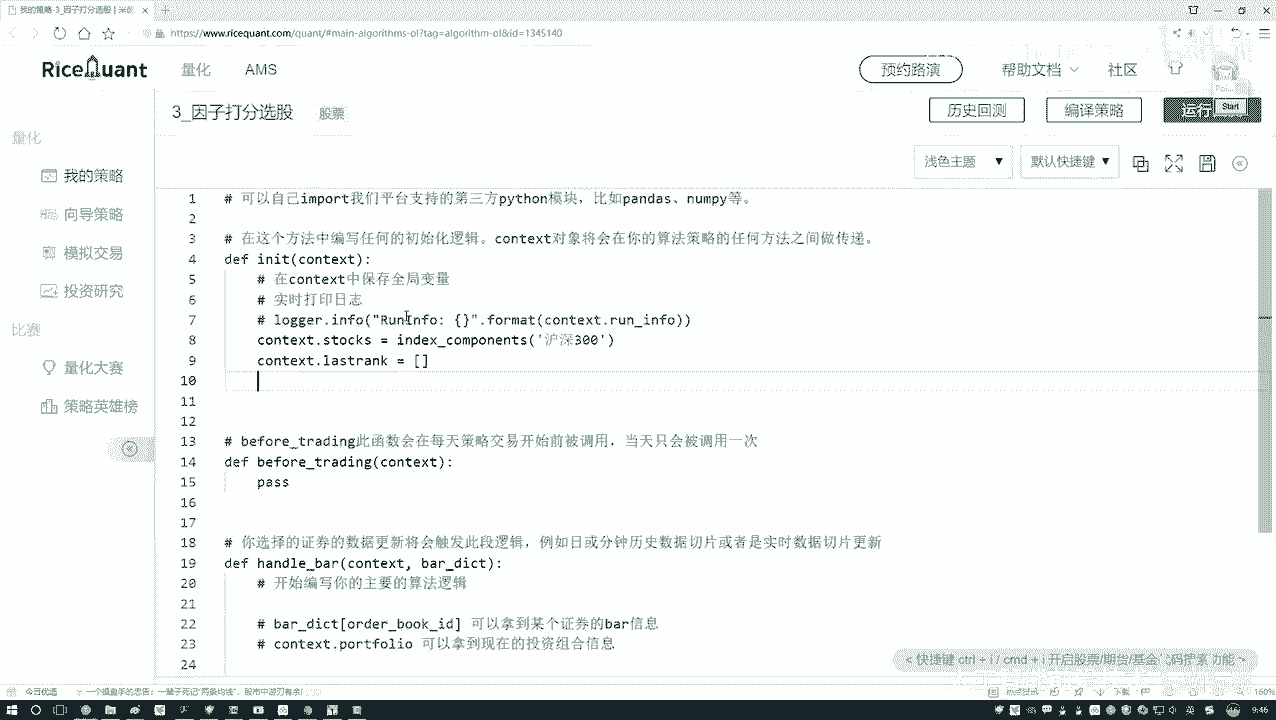 我的策略-3_因子打分选股 | 米
https://www.ricequant.com/quant/#main-algorithms-ol?tag=algorithm-ol&id=1345140
RiceQuant 量化 AMS 预约路演 帮助文档 社区
3_因子打分选股 股票 历史回测 编译策略 运行 Start
量化
我的策略
向导策略
模拟交易
投资研究
比赛
量化大赛
策略英雄榜
浅色主题 ▼ 默认快捷键 ▼
1 # 可以自己import我们平台支持的第三方python模块，比如pandas、numpy等。
2
3 # 在这个方法中编写任何的初始化逻辑。context对象将会在你的算法策略的任何方法之间做传递。
4 def init(context):
5 # 在context中保存全局变量
6 # 实时打印日志
7 # logger.info("RunInfo: {}".format(context.run_info))
8 context.stocks = index_components('沪深300')
9 context.lastrank = []
10
11
12
13 # before_trading此函数会在每天策略交易开始前被调用，当天只会被调用一次
14 def before_trading(context):
15 pass
16
17
18 # 你选择的证券的数据更新将会触发此段逻辑，例如日或分钟历史数据切片或者是实时数据切片更新
19 def handle_bar(context, bar_dict):
20 # 开始编写你的主要的算法逻辑
21
22 # bar_dict[order_book_id] 可以拿到某个证券的bar信息
23 # context.portfolio 可以拿到现在的投资组合信息
24
< 快捷键 ctrl + i / cmd + i 开启股票/期货/基金
今日优选 一个操盘手的忠告：一辈子死记"两条均线"，股市中游刃有余!
下载 160%
9:46